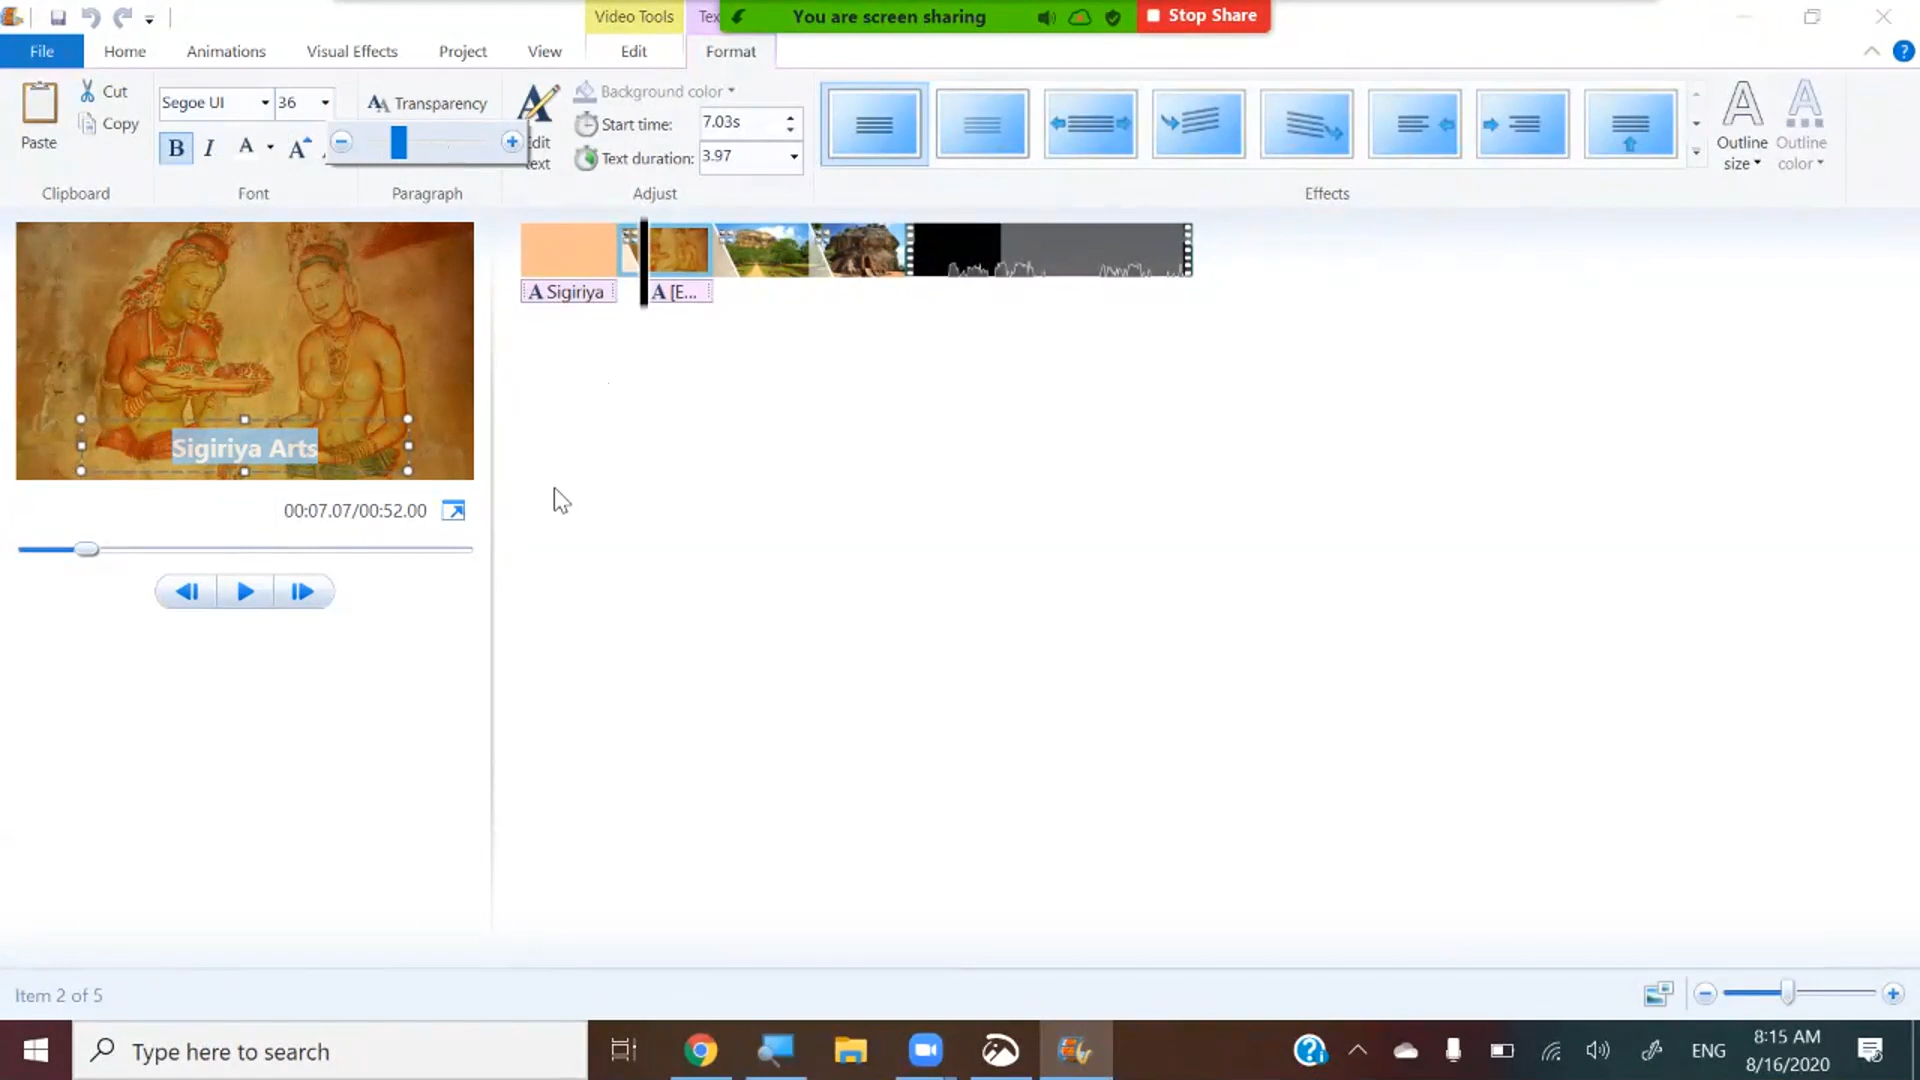 Video Tools
Tex
You are screen sharing
Stop Share
File
Home
Animations
Visual Effects
Project
View
Edit
Format
Paste
Cut
Copy
Clipboard
Segoe UI
36
B
I
A
A
Font
Transparency
Paragraph
dit
ext
Background color
Start time:
7.03s
Text duration:
3.97
Adjust
Effects
Outline
size
Outline
color
A Sigiriya
A [E...
Sigiriya Arts
00:07.07/00:52.00
Item 2 of 5
Type here to search
ENG
8:15 AM
8/16/2020